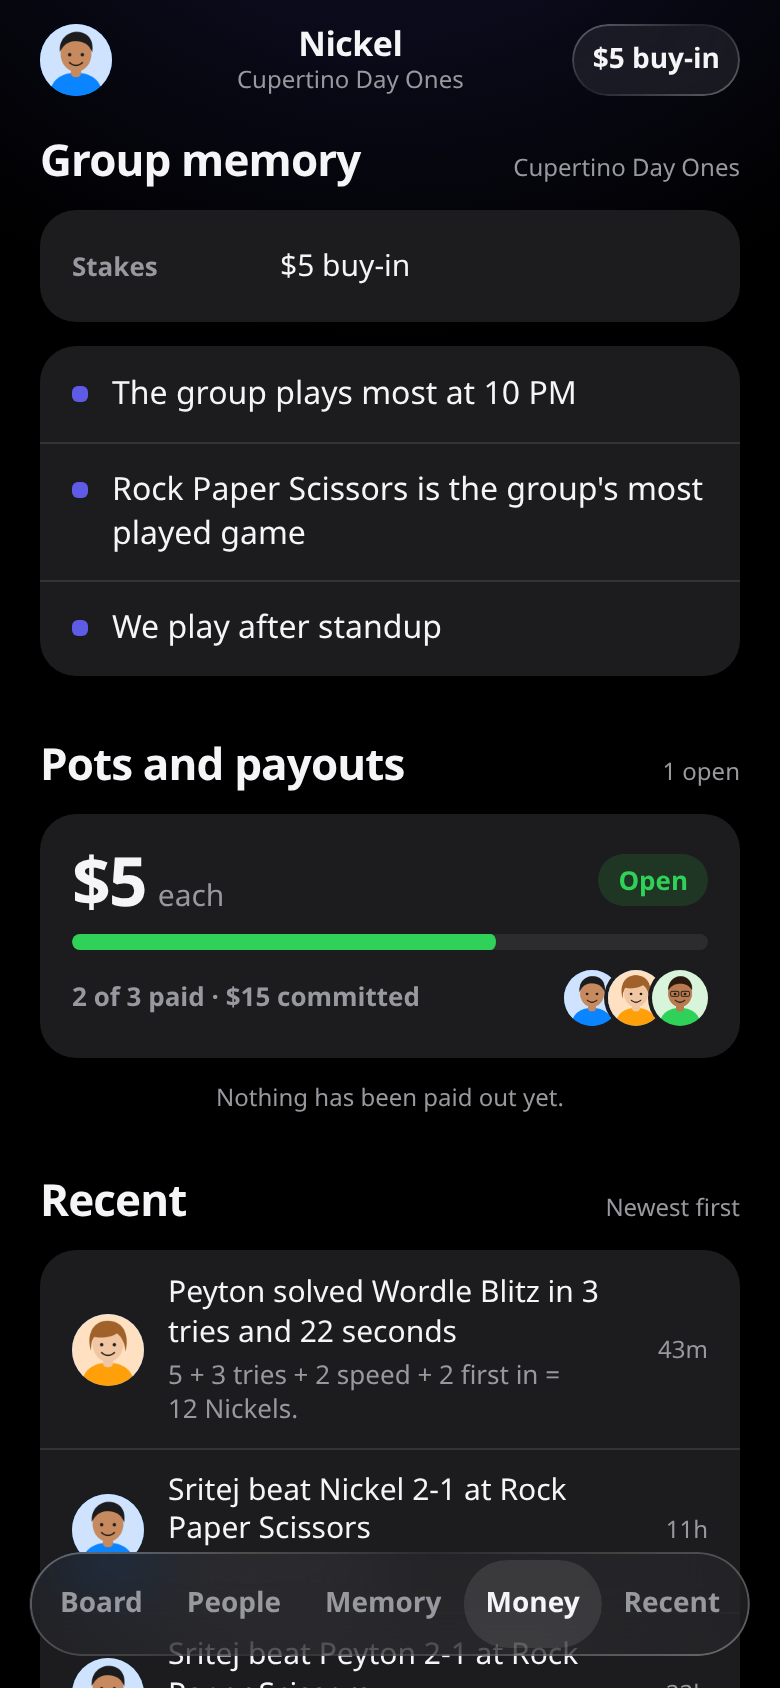 Nickel
Cupertino Day Ones
$5 buy-in
Group memory
Cupertino Day Ones
Stakes
$5 buy-in
The group plays most at 10 PM
Rock Paper Scissors is the group's most
played game
We play after standup
Pots and payouts
1 open
$5 each
Open
2 of 3 paid · $15 committed
Nothing has been paid out yet.
Recent
Newest first
Peyton solved Wordle Blitz in 3
tries and 22 seconds
43m
5 + 3 tries + 2 speed + 2 first in =
12 Nickels.
Sritej beat Nickel 2-1 at Rock
Paper Scissors
11h
Board
People
Memory
Money
Recent
Sritej beat Peyton 2-1 at Rock